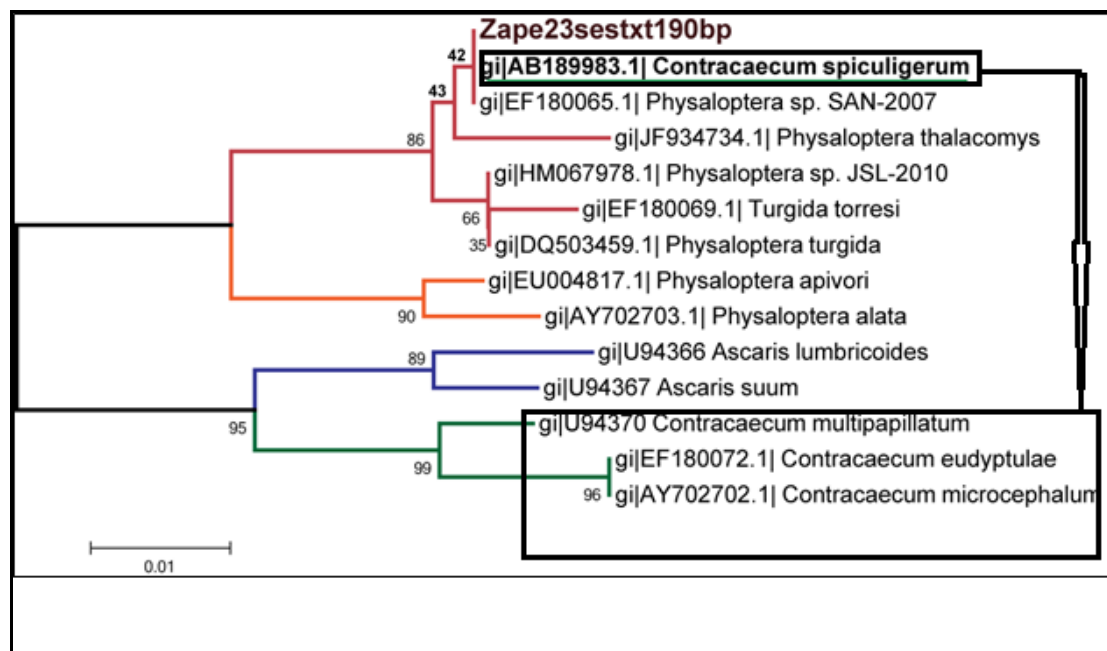 Zape23sestxt190bp
42
gi|AB189983.1| Contracaecum spiculigerum
43
gi|EF180065.1| Physaloptera sp. SAN-2007
86
gi|JF934734.1| Physaloptera thalacomys
gi|HM067978.1| Physaloptera sp. JSL-2010
66
gi|EF180069.1| Turgida torresi
35
gi|DQ503459.1| Physaloptera turgida
gi|EU004817.1| Physaloptera apivori
90
gi|AY702703.1| Physaloptera alata
89
gi|U94366 Ascaris lumbricoides
gi|U94367 Ascaris suum
95
gi|U94370 Contracaecum multipapillatum
99
gi|EF180072.1| Contracaecum eudyptulae
96
gi|AY702702.1| Contracaecum microcephalum
0.01